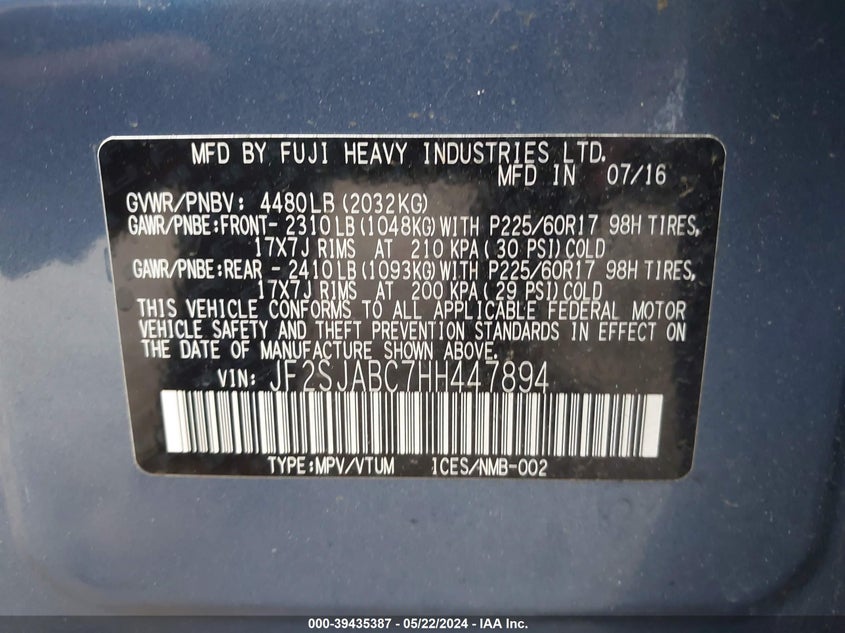 MFD BY FUJI HEAVY INDUSTRIES LTD.
MFD IN 07/16
GVWR/PNBV: 4480LB(2032KG)
GAWR/PNBE:FRONT- 2310LB(1048KG)WITH P225/60R17 98H TIRES,
17X7J RIMS AT 210 KPA(30 PSI)COLD
GAWR/PNBE:REAR - 2410LB(1093KG)WITH P225/60R17 98H TIRES,
17X7J RIMS AT 200 KPA(29 PSI)COLD
THIS VEHICLE CONFORMS TO ALL APPLICABLE FEDERAL MOTOR
VEHICLE SAFETY AND THEFT PREVENTION STANDARDS IN EFFECT ON
THE DATE OF MANUFACTURE SHOWN ABOVE.
VIN: JF2SJABC7HH447894
TYPE:MPV/VTUM ICES/NMB-002
000-39435387 - 05/22/2024 - IAA Inc.